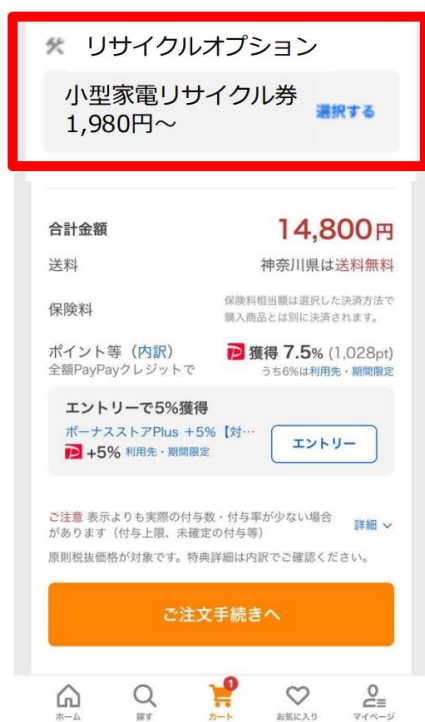 リサイクルオプション
小型家電リサイクル券
1,980円～
選択する
合計金額
14,800円
送料
神奈川県は送料無料
保険料
保険料相当額は選択した決済方法で
購入商品とは別に決済されます。
ポイント等（内訳）
全額PayPayクレジットで
獲得 7.5% (1,028pt)
うち6%は利用先・期間限定
エントリーで5%獲得
ボーナスストアPlus +5%【対…
+5% 利用先・期間限定
エントリー
ご注意 表示よりも実際の付与数・付与率が少ない場合
があります（付与上限、未確定の付与等）
詳細
原則税抜価格が対象です。特典詳細は内訳でご確認ください。
ご注文手続きへ
1
ホーム
探す
カート
お気に入り
マイページ